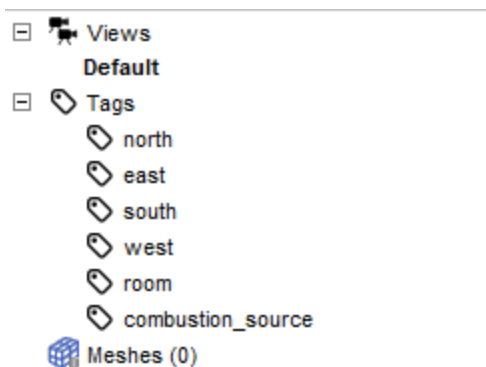 Views
Default
Tags
north
east
south
west
room
combustion_source
Meshes (0)